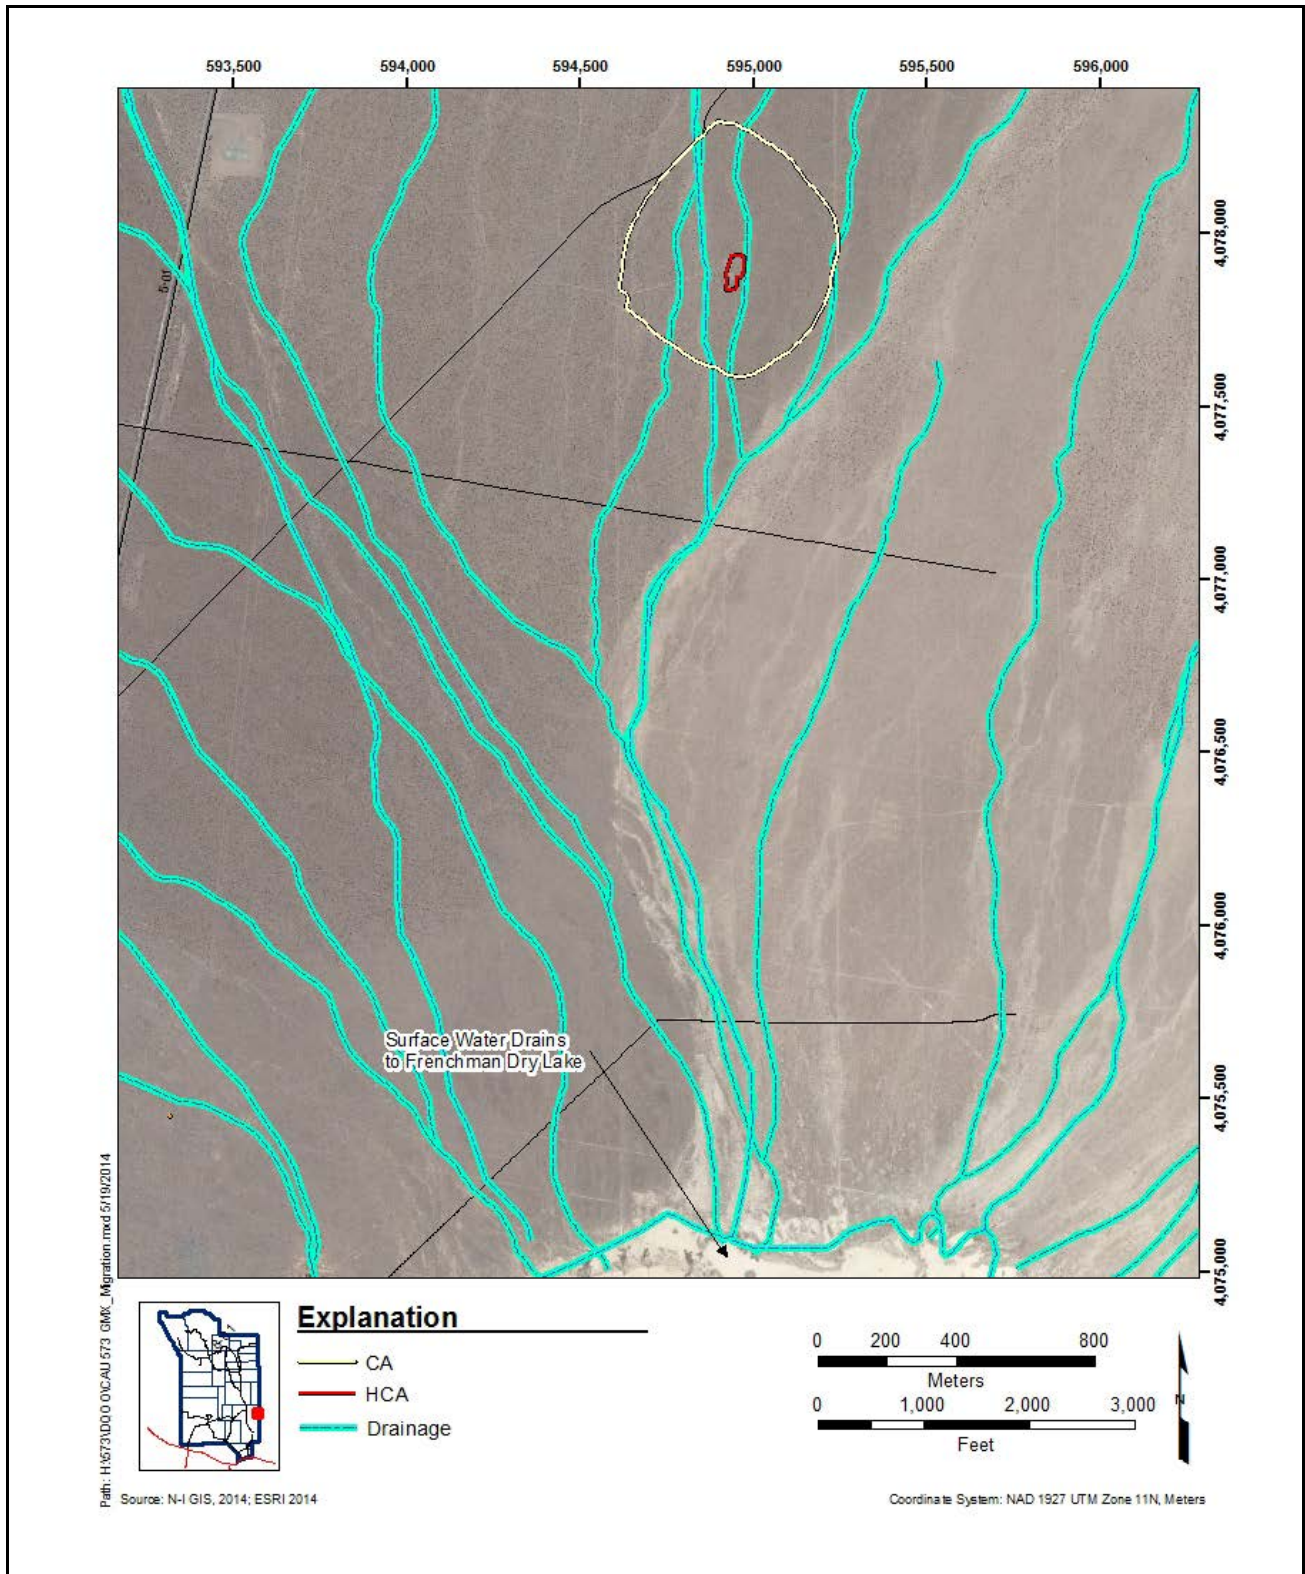 593,500 594,000 594,500 595,000 595,500 596,000
4,078,000
4,077,500
4,077,000
4,076,500
4,076,000
4,075,500
4,075,000
5-01
Surface Water Drains
to Frenchman Dry Lake
Explanation
CA
HCA
Drainage
0 200 400 800
Meters
0 1,000 2,000 3,000
Feet
N
Source: N-I GIS, 2014; ESRI 2014
Coordinate System: NAD 1927 UTM Zone 11N, Meters